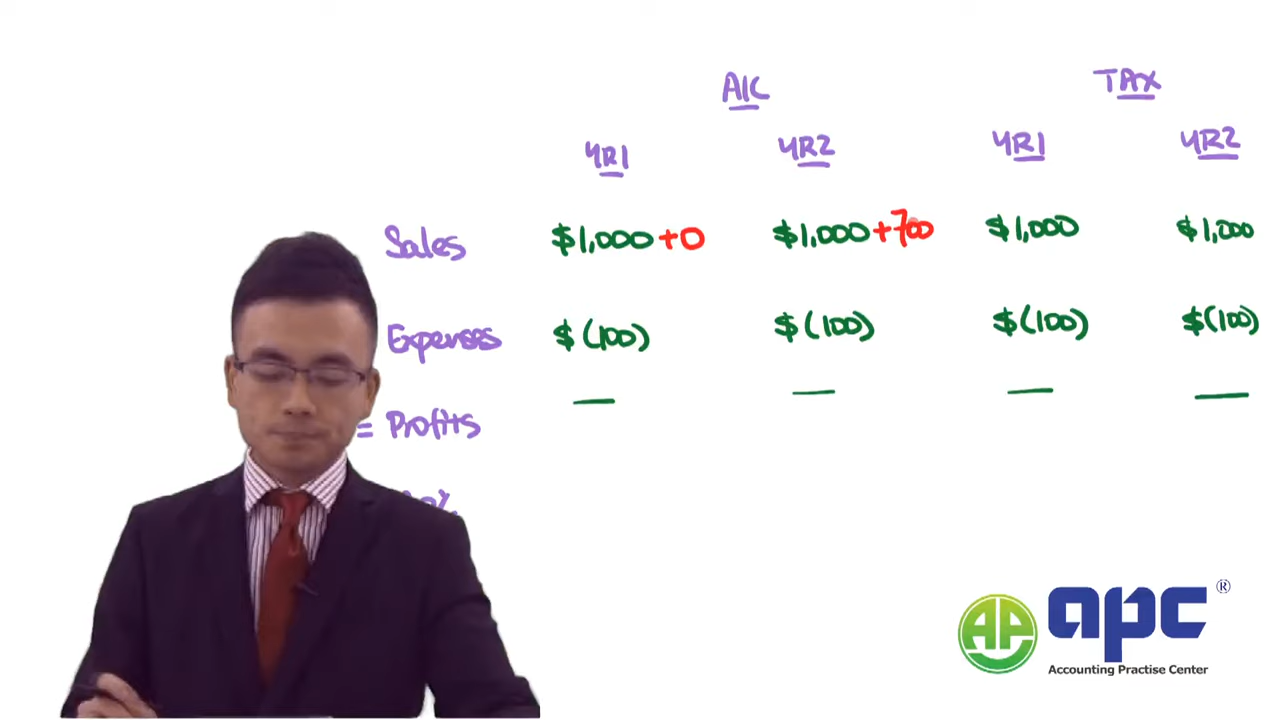 A/C TAX
YR1 YR2 YR1 YR2
Sales $1,000 +0 $1,000 +700 $1,000 $1,000
Expenses $(100) $(100) $(100) $(100)
= Profits
AP apc ®
Accounting Practise Center